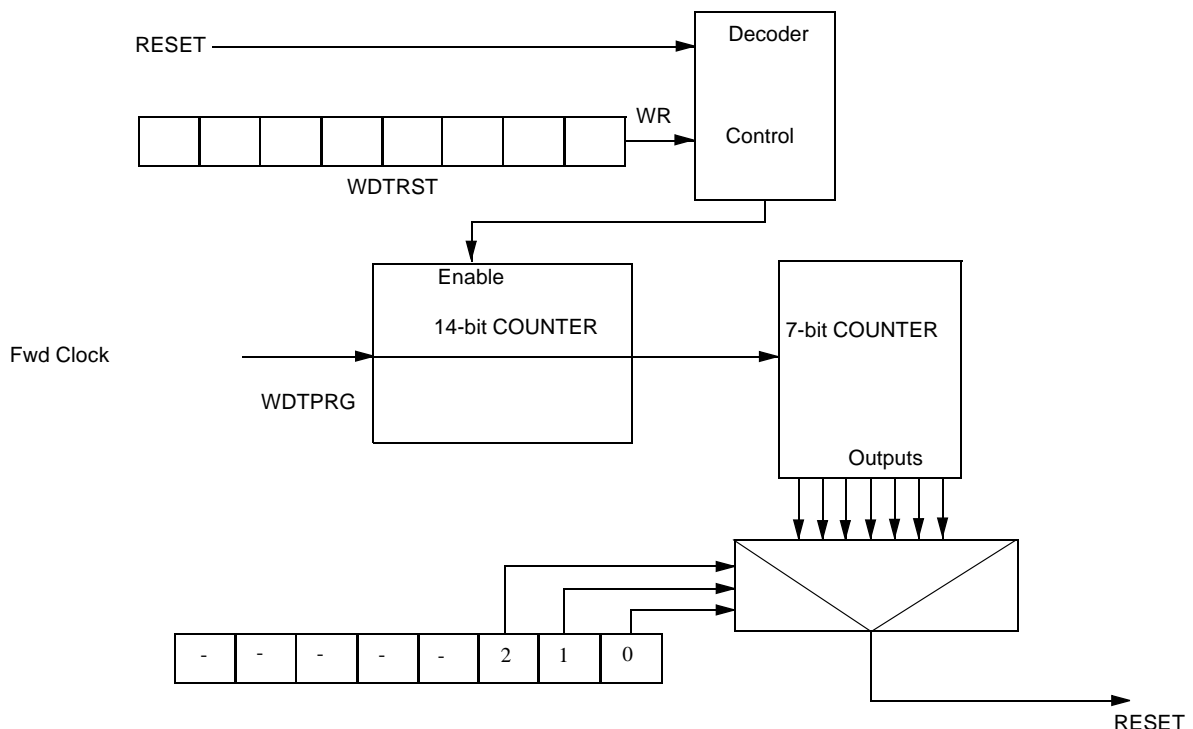 Decoder
RESET
WR
Control
WDTRST
Enable
14-bit COUNTER
7-bit COUNTER
Fwd Clock
WDTPRG
Outputs
- - - - - 2 1 0
RESET